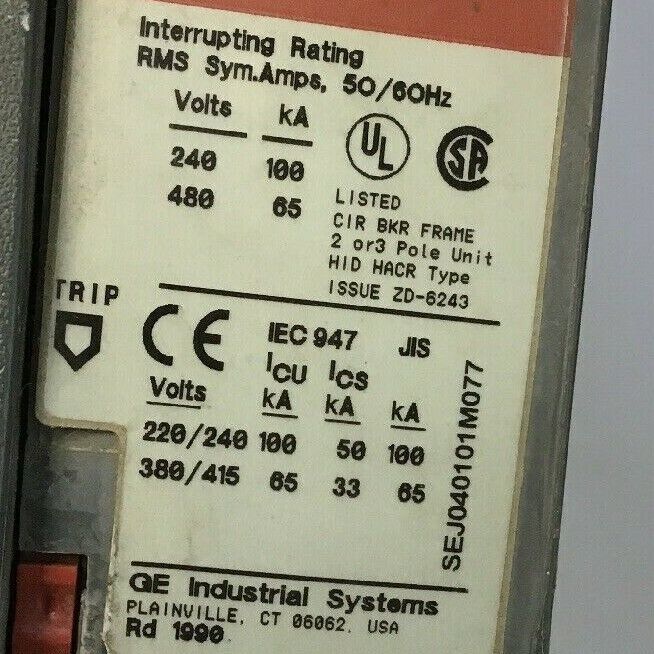 Interrupting Rating
RMS Sym.Amps, 50/60Hz
Volts kA
240 100
480 65
UL
SA
LISTED
CIR BKR FRAME
2 or3 Pole Unit
HID HACR Type
ISSUE ZD-6243
TRIP
CE
IEC 947 JIS
ICU ICS
Volts kA kA kA
220/240 100 50 100
380/415 65 33 65
SEJ040101M077
GE Industrial Systems
PLAINVILLE, CT 06062, USA
Rd 1990